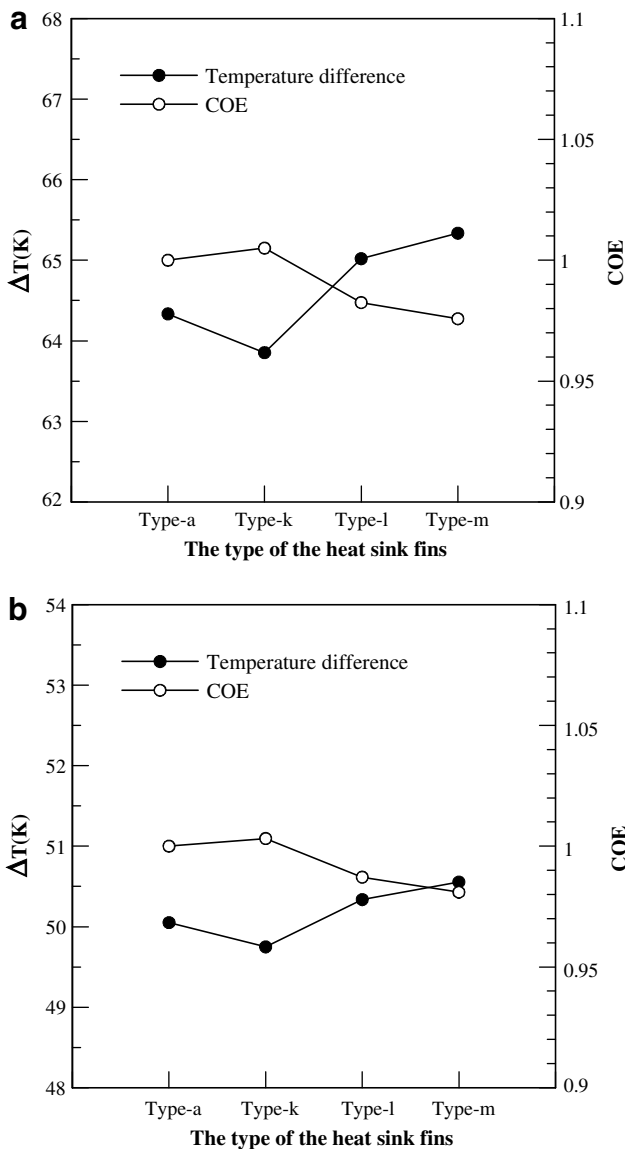 a
68
67
66
65
64
63
62
ΔT(K)
Temperature difference
COE
1.1
1.05
1
0.95
0.9
COE
Type-a Type-k Type-l Type-m
The type of the heat sink fins
b
54
53
52
51
50
49
48
ΔT(K)
Temperature difference
COE
1.1
1.05
1
0.95
0.9
COE
Type-a Type-k Type-l Type-m
The type of the heat sink fins